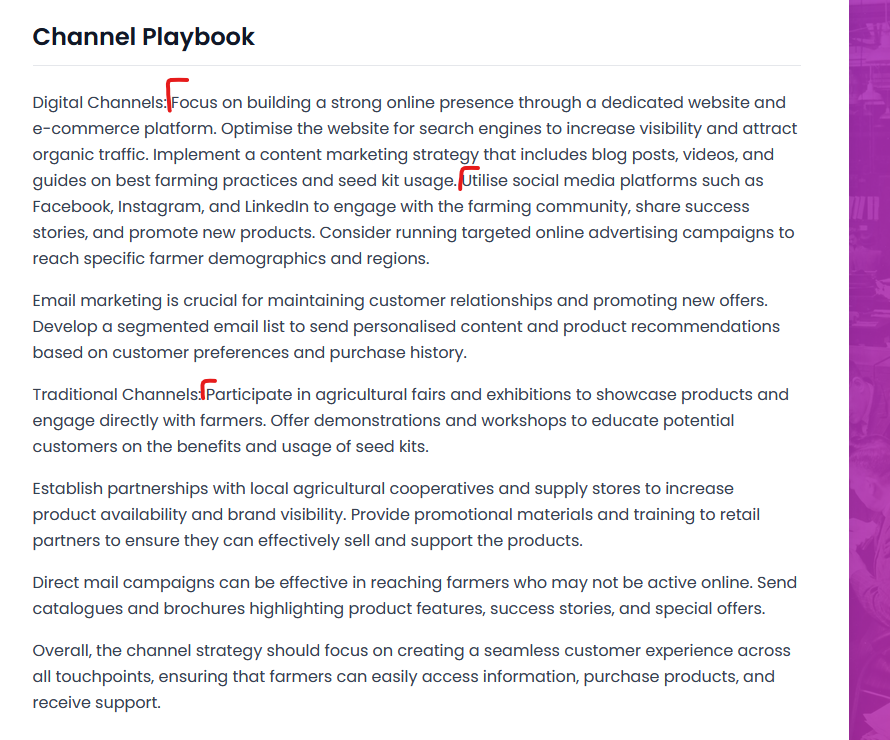 Channel Playbook
Digital Channels: Focus on building a strong online presence through a dedicated website and
e-commerce platform. Optimise the website for search engines to increase visibility and attract
organic traffic. Implement a content marketing strategy that includes blog posts, videos, and
guides on best farming practices and seed kit usage. Utilise social media platforms such as
Facebook, Instagram, and LinkedIn to engage with the farming community, share success
stories, and promote new products. Consider running targeted online advertising campaigns to
reach specific farmer demographics and regions.
Email marketing is crucial for maintaining customer relationships and promoting new offers.
Develop a segmented email list to send personalised content and product recommendations
based on customer preferences and purchase history.
Traditional Channels: Participate in agricultural fairs and exhibitions to showcase products and
engage directly with farmers. Offer demonstrations and workshops to educate potential
customers on the benefits and usage of seed kits.
Establish partnerships with local agricultural cooperatives and supply stores to increase
product availability and brand visibility. Provide promotional materials and training to retail
partners to ensure they can effectively sell and support the products.
Direct mail campaigns can be effective in reaching farmers who may not be active online. Send
catalogues and brochures highlighting product features, success stories, and special offers.
Overall, the channel strategy should focus on creating a seamless customer experience across
all touchpoints, ensuring that farmers can easily access information, purchase products, and
receive support.